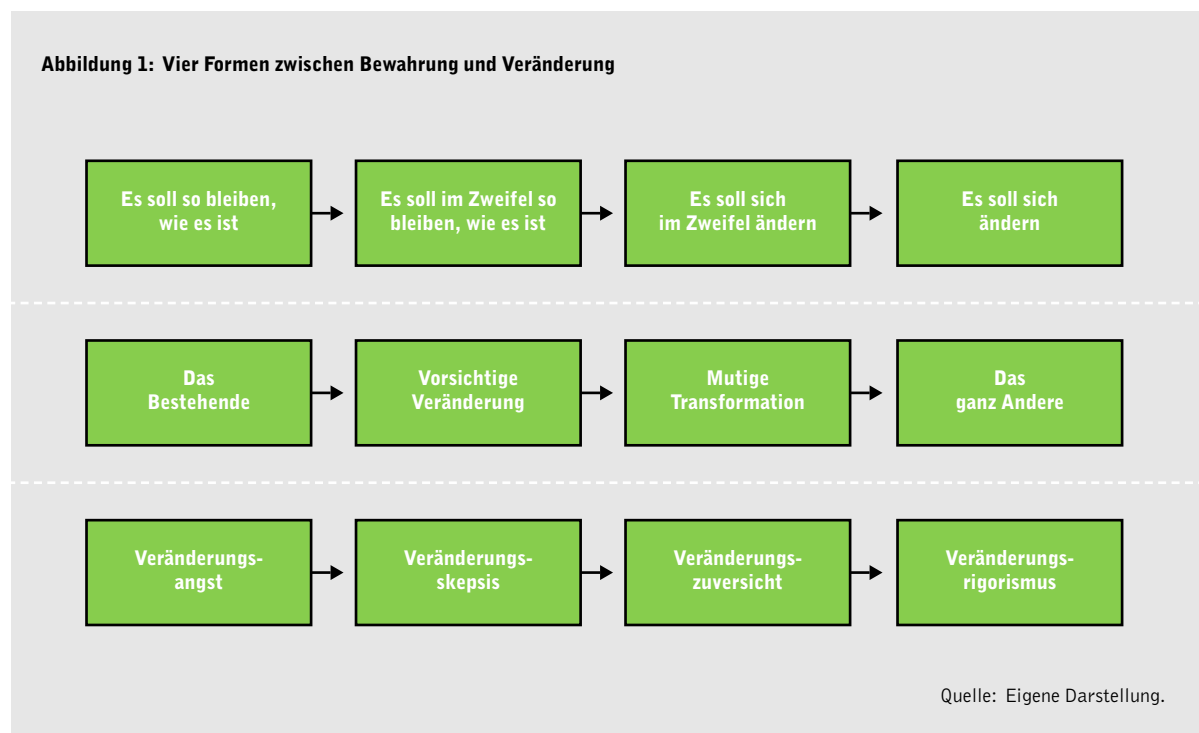 Abbildung 1: Vier Formen zwischen Bewahrung und Veränderung
Es soll so bleiben,
wie es ist
Es soll im Zweifel so
bleiben, wie es ist
Es soll sich
im Zweifel ändern
Es soll sich
ändern
Das
Bestehende
Vorsichtige
Veränderung
Mutige
Transformation
Das
ganz Andere
Veränderungs-
angst
Veränderungs-
skepsis
Veränderungs-
zuversicht
Veränderungs-
rigorismus
Quelle: Eigene Darstellung.